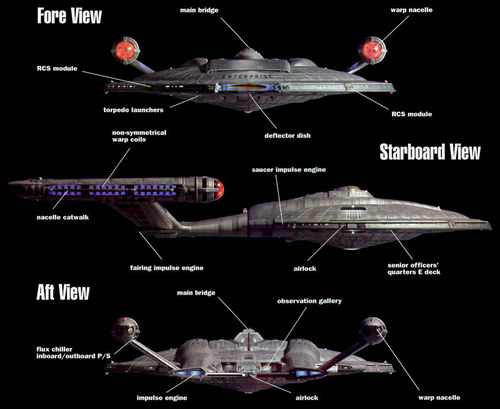 Fore View
main bridge
warp nacelle
RCS module
ENTERPRISE
torpedo launchers
RCS module
deflector dish
non-symmetrical
warp coils
Starboard View
saucer impulse engine
nacelle catwalk
fairing impulse engine
airlock
senior officers'
quarters E deck
Aft View
main bridge
observation gallery
flux chiller
inboard/outboard P/S
impulse engine
airlock
warp nacelle